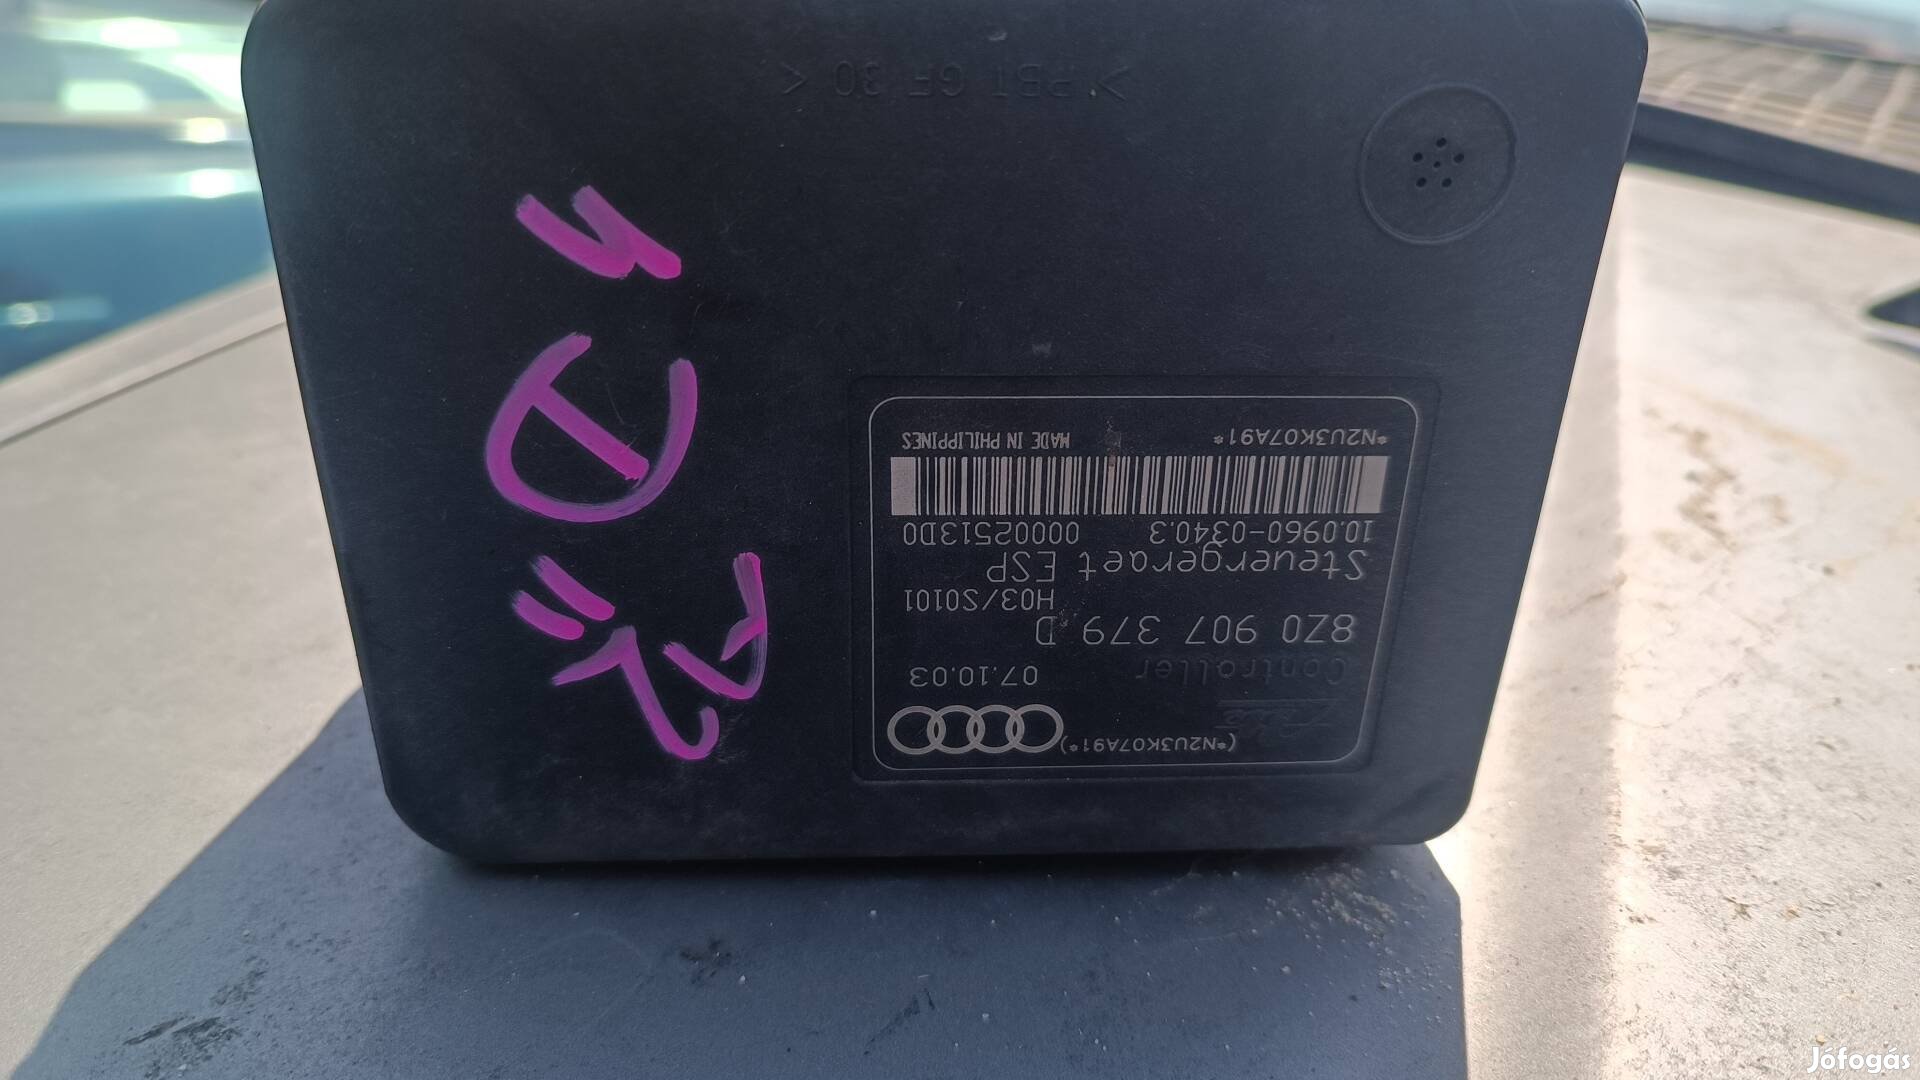 (*N2U3K07A91*)
Controller 07.10.03
8Z0 907 379 D
H03/S0101
Steuergeraet ESP
10.0960-0340.3 00002513D0
*N2U3K07A91* MADE IN PHILIPPINES
>PBT GF 30<
Jófogás